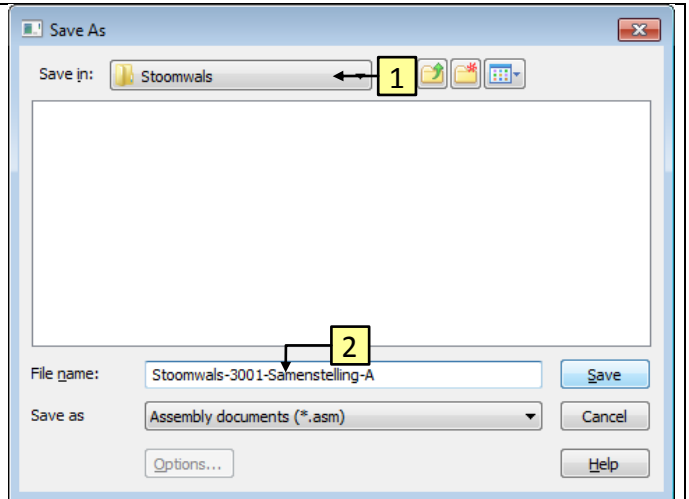 Save As
Save in: Stoomwals 1
2
File name: Stoomwals-3001-Samenstelling-A Save
Save as Assembly documents (*.asm) Cancel
Options... Help